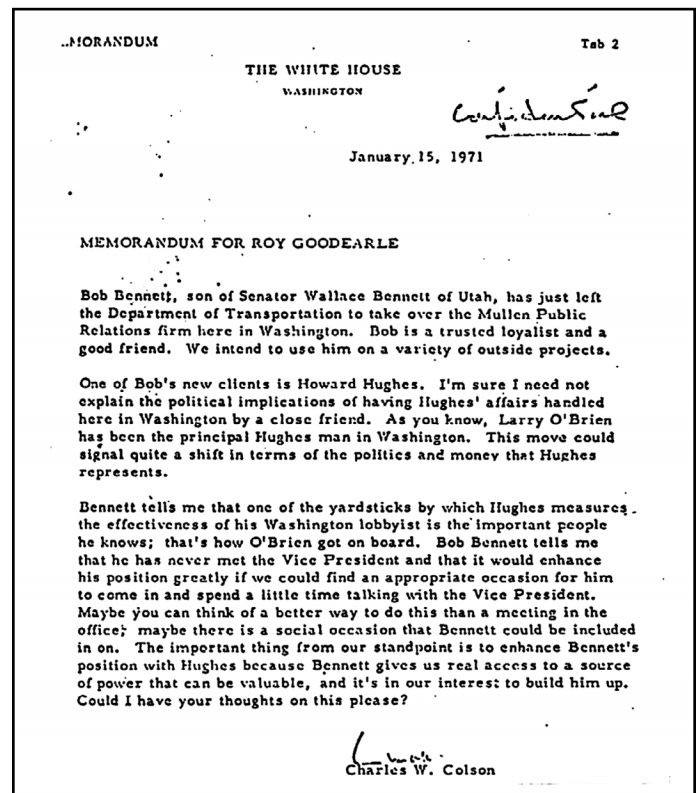 ..MORANDUM
Tab 2
THE WHITE HOUSE
WASHINGTON
Confidential
January 15, 1971
MEMORANDUM FOR ROY GOODEARLE
Bob Bennett, son of Senator Wallace Bennett of Utah, has just left
the Department of Transportation to take over the Mullen Public
Relations firm here in Washington. Bob is a trusted loyalist and a
good friend. We intend to use him on a variety of outside projects.
One of Bob's new clients is Howard Hughes. I'm sure I need not
explain the political implications of having Hughes' affairs handled
here in Washington by a close friend. As you know, Larry O'Brien
has been the principal Hughes man in Washington. This move could
signal quite a shift in terms of the politics and money that Hughes
represents.
Bennett tells me that one of the yardsticks by which Hughes measures
the effectiveness of his Washington lobbyist is the important people
he knows; that's how O'Brien got on board. Bob Bennett tells me
that he has never met the Vice President and that it would enhance
his position greatly if we could find an appropriate occasion for him
to come in and spend a little time talking with the Vice President.
Maybe you can think of a better way to do this than a meeting in the
office; maybe there is a social occasion that Bennett could be included
in on. The important thing from our standpoint is to enhance Bennett's
position with Hughes because Bennett gives us real access to a source
of power that can be valuable, and it's in our interest to build him up.
Could I have your thoughts on this please?
Charles W. Colson